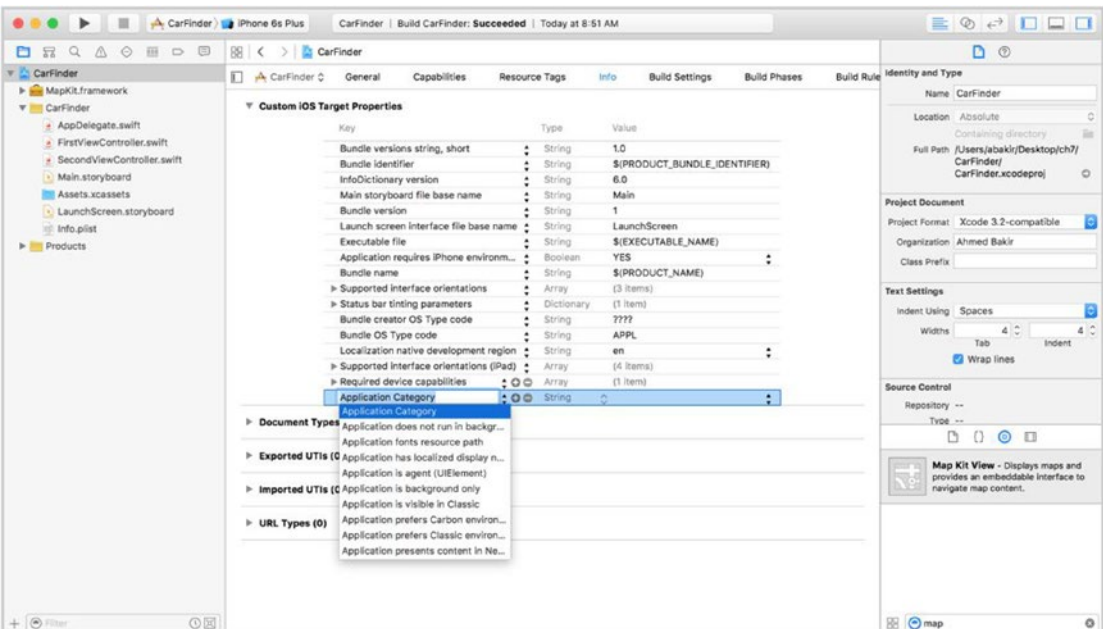 CarFinder iPhone 6s Plus CarFinder | Build CarFinder: Succeeded | Today at 8:51 AM
CarFinder
CarFinder
MapKit.framework
CarFinder
AppDelegate.swift
FirstViewController.swift
SecondViewController.swift
Main.storyboard
Assets.xcassets
LaunchScreen.storyboard
Info.plist
Products
Filter
CarFinder General Capabilities Resource Tags Info Build Settings Build Phases Build Rule
Custom iOS Target Properties
Key Type Value
Bundle versions string, short String 1.0
Bundle identifier String $(PRODUCT_BUNDLE_IDENTIFIER)
InfoDictionary version String 6.0
Main storyboard file base name String Main
Bundle version String 1
Launch screen interface file base name String LaunchScreen
Executable file String $(EXECUTABLE_NAME)
Application requires iPhone environm... Boolean YES
Bundle name String $(PRODUCT_NAME)
Supported interface orientations Array (3 items)
Status bar tinting parameters Dictionary (1 item)
Bundle creator OS Type code String ????
Bundle OS Type code String APPL
Localization native development region String en
Supported interface orientations (iPad) Array (4 items)
Required device capabilities Array (1 item)
Application Category String
Application Category
Application does not run in backgr...
Application fonts resource path
Application has localized display n...
Application is agent (UIElement)
Application is background only
Application is visible in Classic
Application prefers Carbon environ...
Application prefers Classic environ...
Application presents content in Ne...
Document Types
Exported UTIs (0
Imported UTIs (0
URL Types (0)
Identity and Type
Name CarFinder
Location Absolute
Containing directory
Full Path /Users/abakir/Desktop/ch7/
CarFinder/
CarFinder.xcodeproj
Project Document
Project Format Xcode 3.2-compatible
Organization Ahmed Bakir
Class Prefix
Text Settings
Indent Using Spaces
Widths 4 4
Tab Indent
Wrap lines
Source Control
Repository --
Type --
Map Kit View - Displays maps and
provides an embeddable interface to
navigate map content.
map